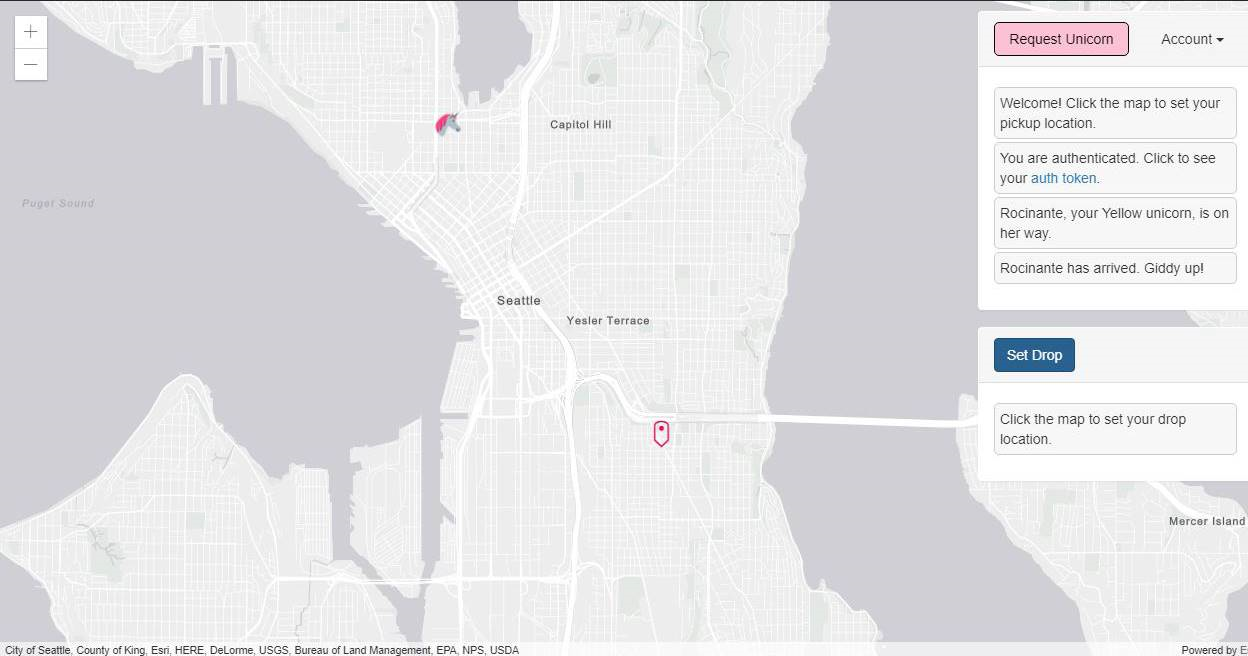 +
Request Unicorn
Account
−
Welcome! Click the map to set your
pickup location.
Capitol Hill
You are authenticated. Click to see
your auth token.
Puget Sound
Rocinante, your Yellow unicorn, is on
her way.
Rocinante has arrived. Giddy up!
Seattle
Yesler Terrace
Set Drop
Click the map to set your drop
location.
Mercer Island
City of Seattle, County of King, Esri, HERE, DeLorme, USGS, Bureau of Land Management, EPA, NPS, USDA
Powered by E